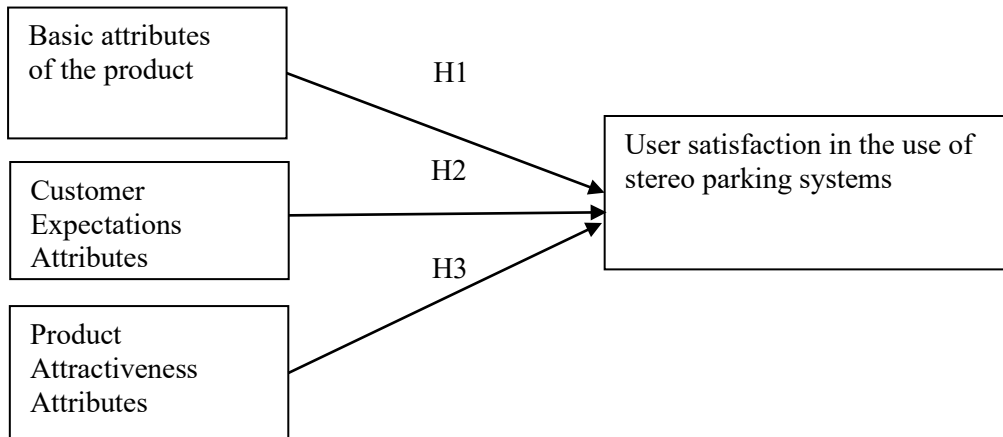 Basic attributes
of the product
H1
User satisfaction in the use of
stereo parking systems
H2
Customer
Expectations
Attributes
H3
Product
Attractiveness
Attributes